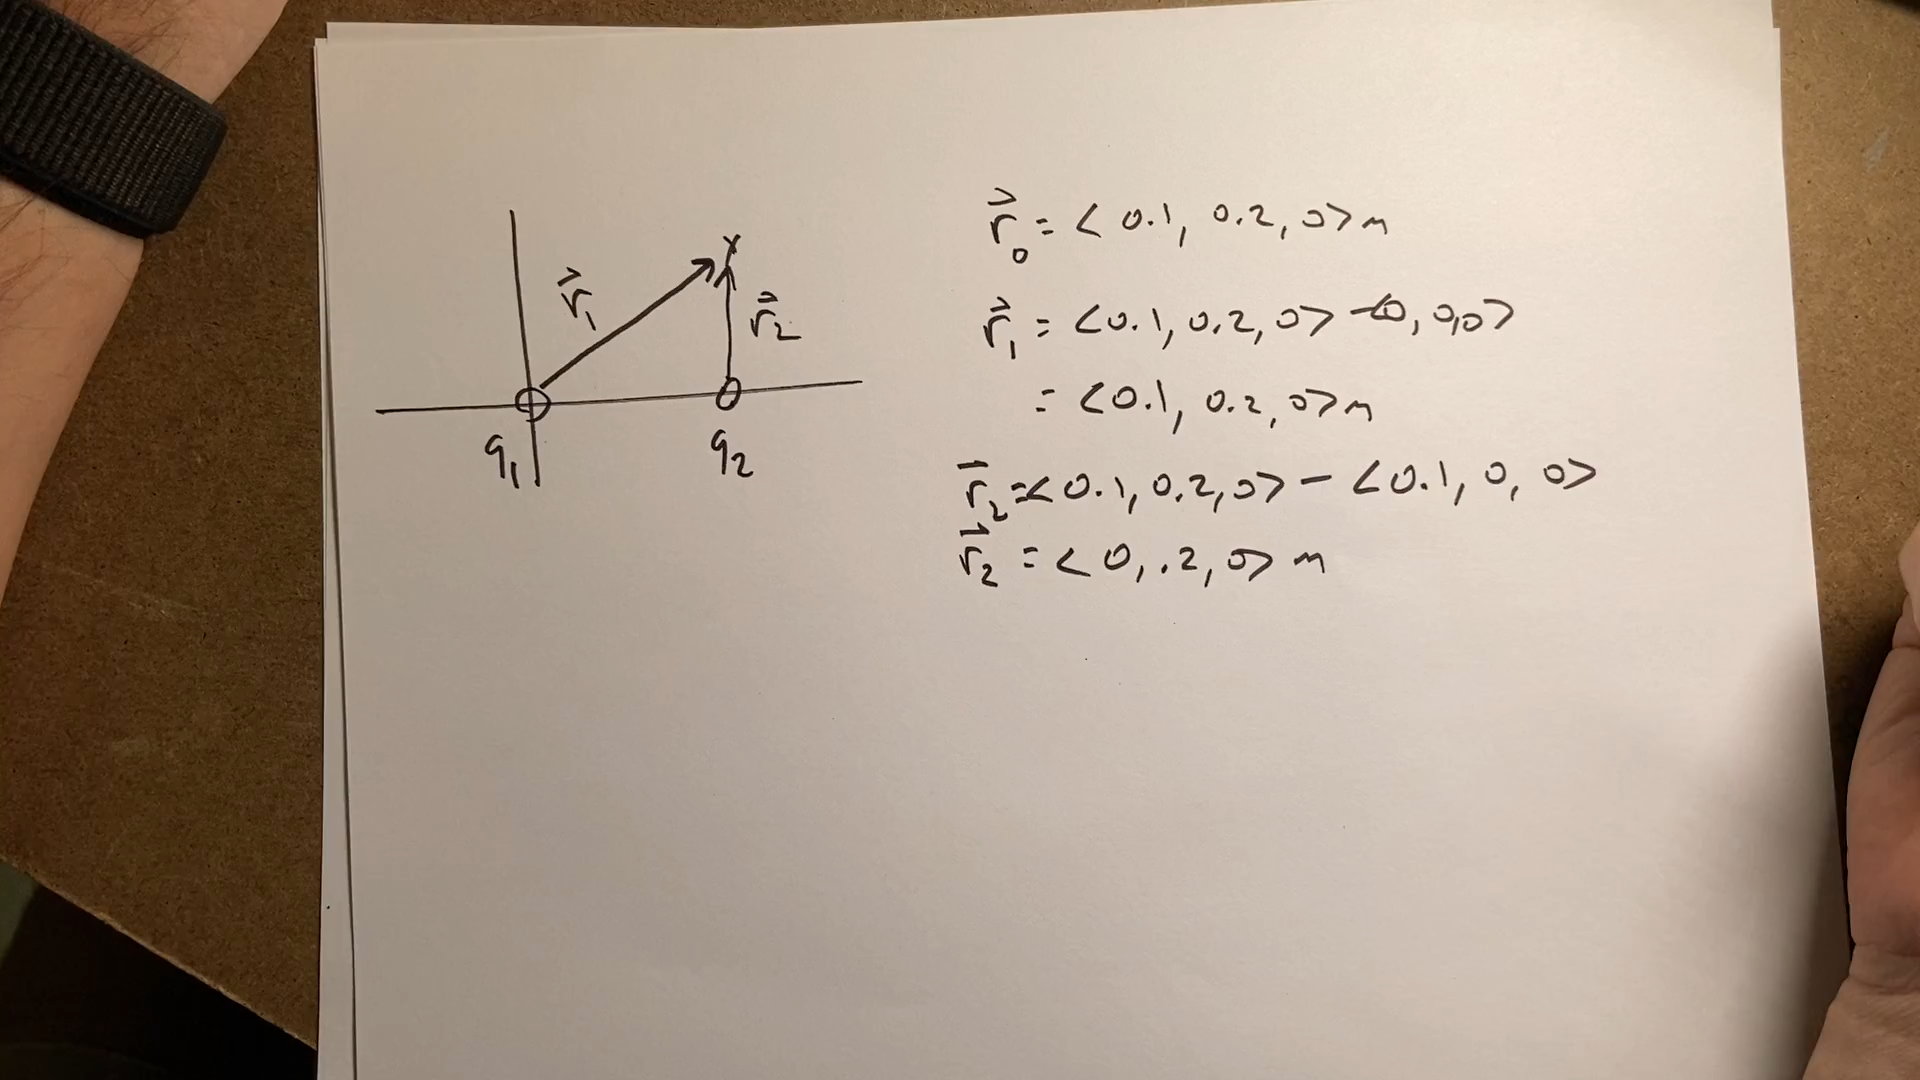 r⃗₁
x
r⃗₂
q₁
q₂
r⃗₀ = < 0.1, 0.2, 0> m
r⃗₁ = <0.1, 0.2, 0> - <0, 0,0>
= <0.1, 0.2, 0> m
r⃗₂ = < 0.1, 0.2, 0> - <0.1, 0, 0>
r⃗₂ = < 0, .2, 0> m